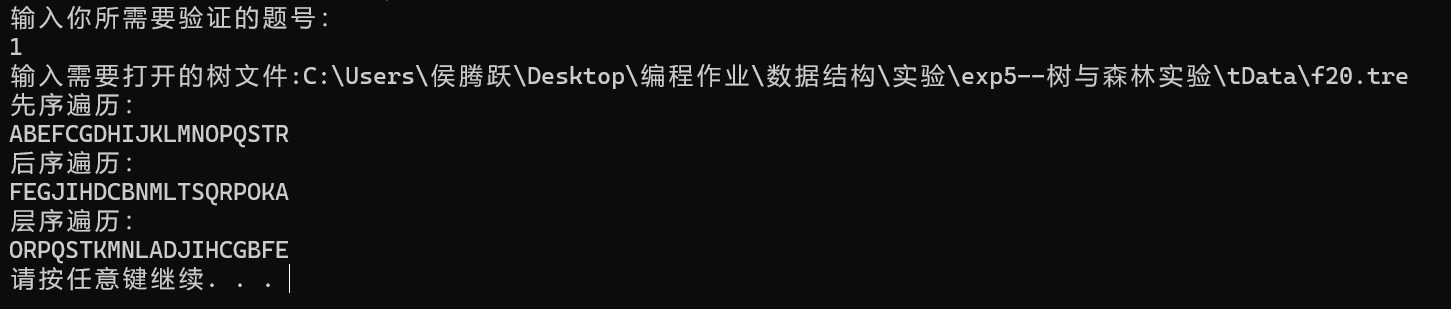 输入你所需要验证的题号:
1
输入需要打开的树文件:C:\Users\侯腾跃\Desktop\编程作业\数据结构\实验\exp5--树与森林实验\tData\f20.tre
先序遍历:
ABEFCGDHIJKLMNOPQSTR
后序遍历:
FEGJIHDCBNMLTSQRPOKA
层序遍历:
ORPQSTKMNLADJIHCGBFE
请按任意键继续. . .